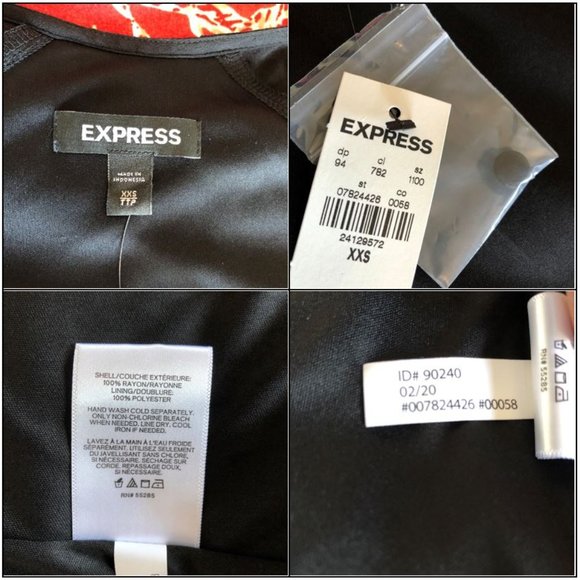 EXPRESS
MADE IN
INDONESIA
XXS
TTP
EXPRESS
dp cl sz
94 782 1100
st co
07824426 0058
24129572
XXS
SHELL/COUCHE EXTÉRIEURE:
100% RAYON/RAYONNE
LINING/DOUBLURE:
100% POLYESTER
HAND WASH COLD SEPARATELY,
ONLY NON-CHLORINE BLEACH
WHEN NEEDED. LINE DRY. COOL
IRON IF NEEDED.
LAVEZ À LA MAIN À L'EAU FROIDE
SÉPARÉMENT, UTILISEZ SEULEMENT
DU JAVELLISANT SANS CHLORE,
SI NÉCESSAIRE. SÉCHAGE SUR
CORDE. REPASSAGE DOUX,
SI NÉCESSAIRE.
RN# 55285
ID# 90240
02/20
#007824426 #00058
RN# 55285